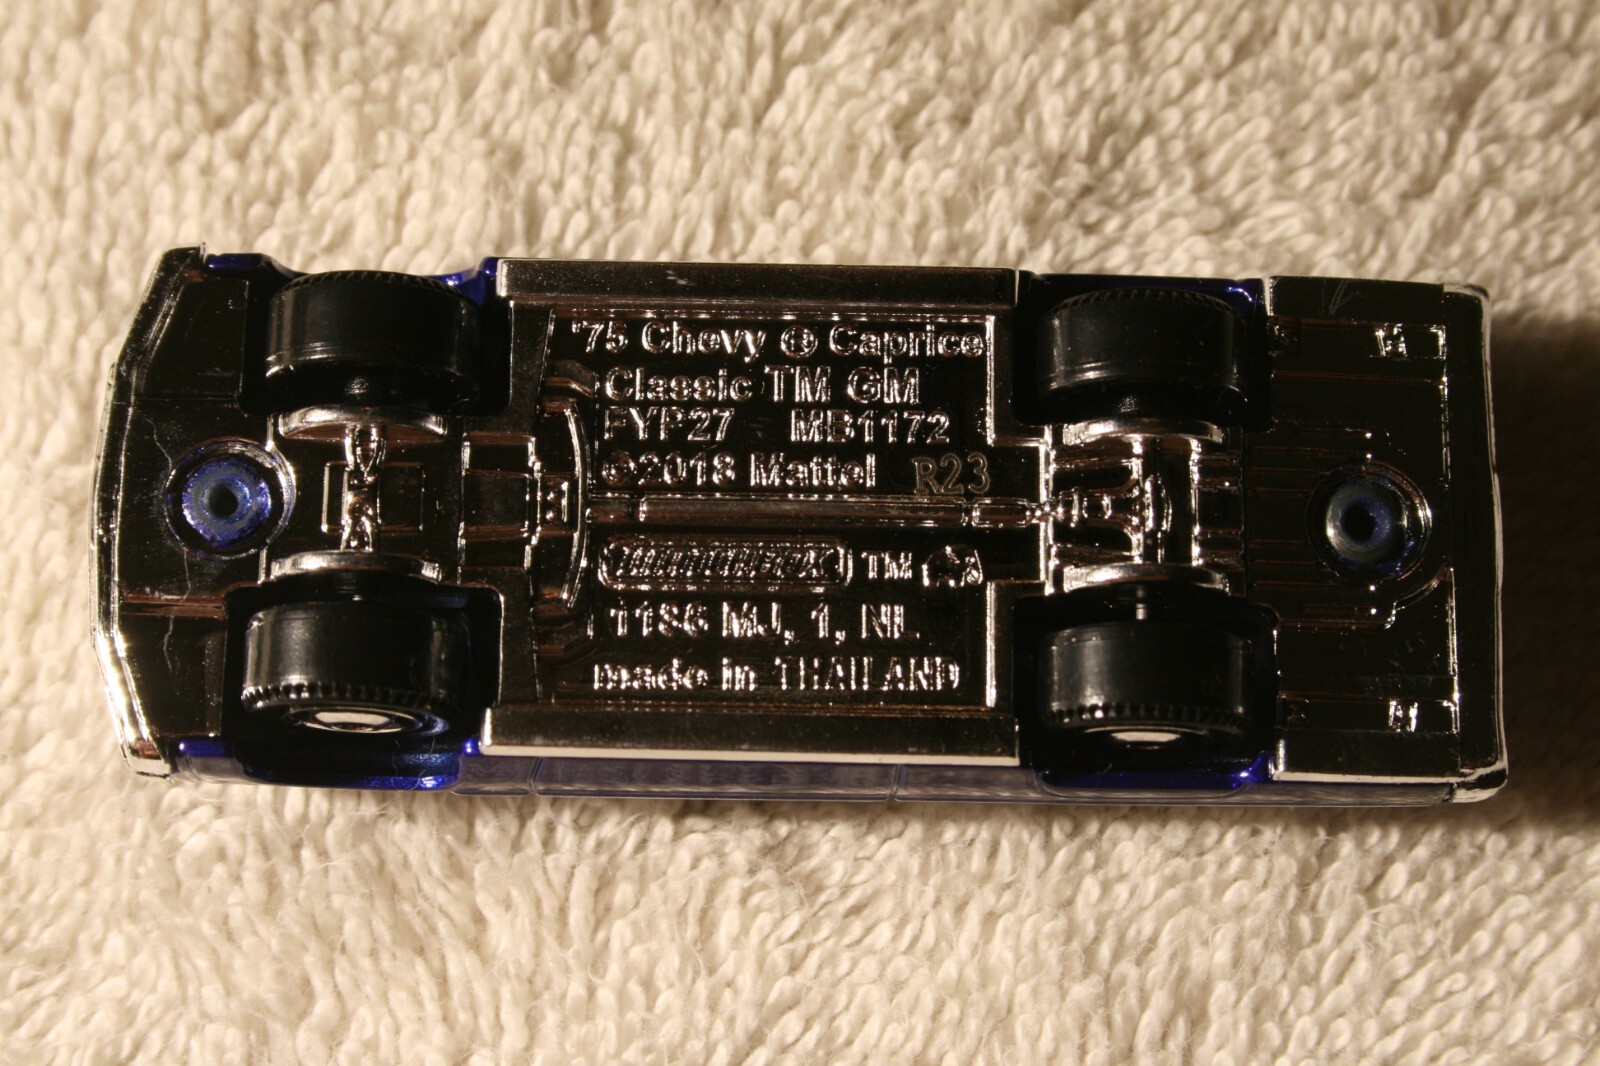 '75 Chevy ® Caprice
Classic TM GM
FYP27 MB1172
©2018 Mattel R23
MATCHBOX TM
1186 MJ, 1, NL
made in THAILAND